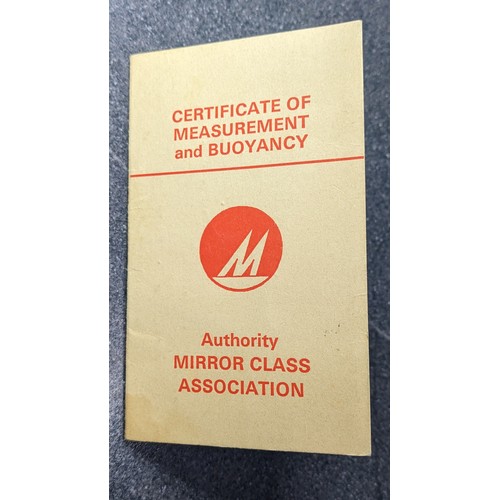 CERTIFICATE OF
MEASUREMENT
and BUOYANCY
M
Authority
MIRROR CLASS
ASSOCIATION